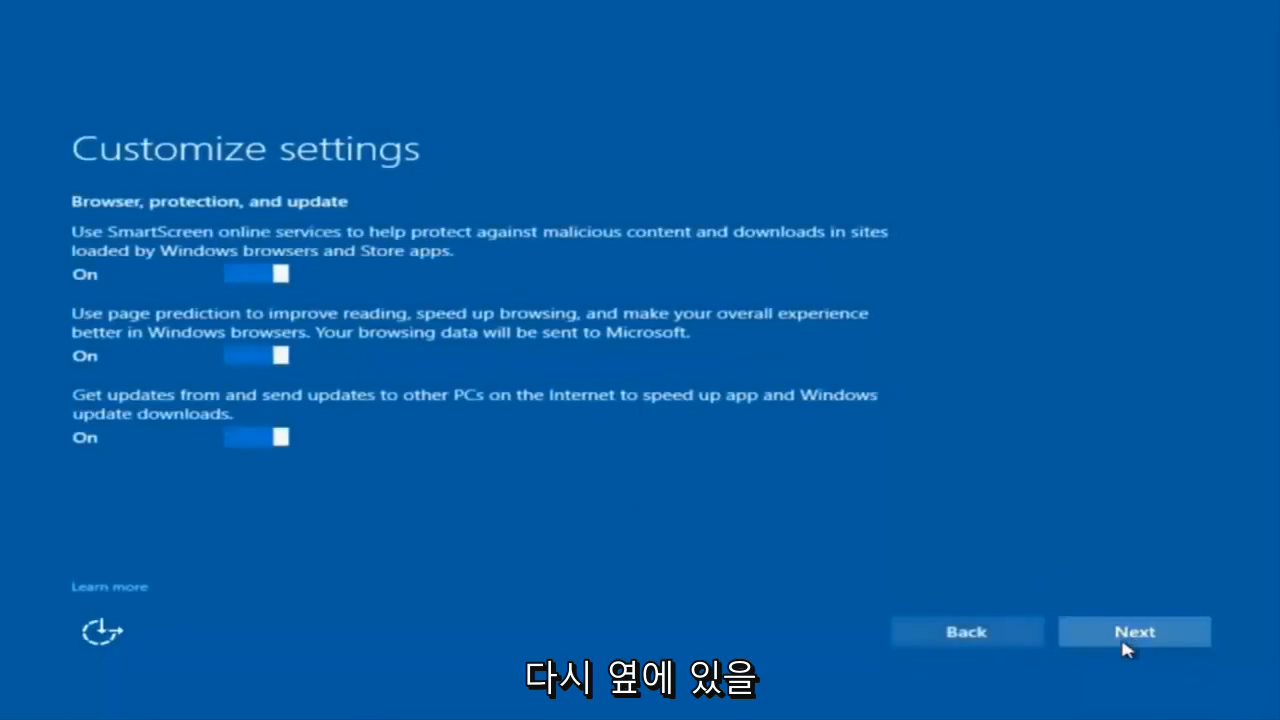 Customize settings
Browser, protection, and update
Use SmartScreen online services to help protect against malicious content and downloads in sites
loaded by Windows browsers and Store apps.
On
Use page prediction to improve reading, speed up browsing, and make your overall experience
better in Windows browsers. Your browsing data will be sent to Microsoft.
On
Get updates from and send updates to other PCs on the Internet to speed up app and Windows
update downloads.
On
Learn more
Back
Next
다시 옆에 있을